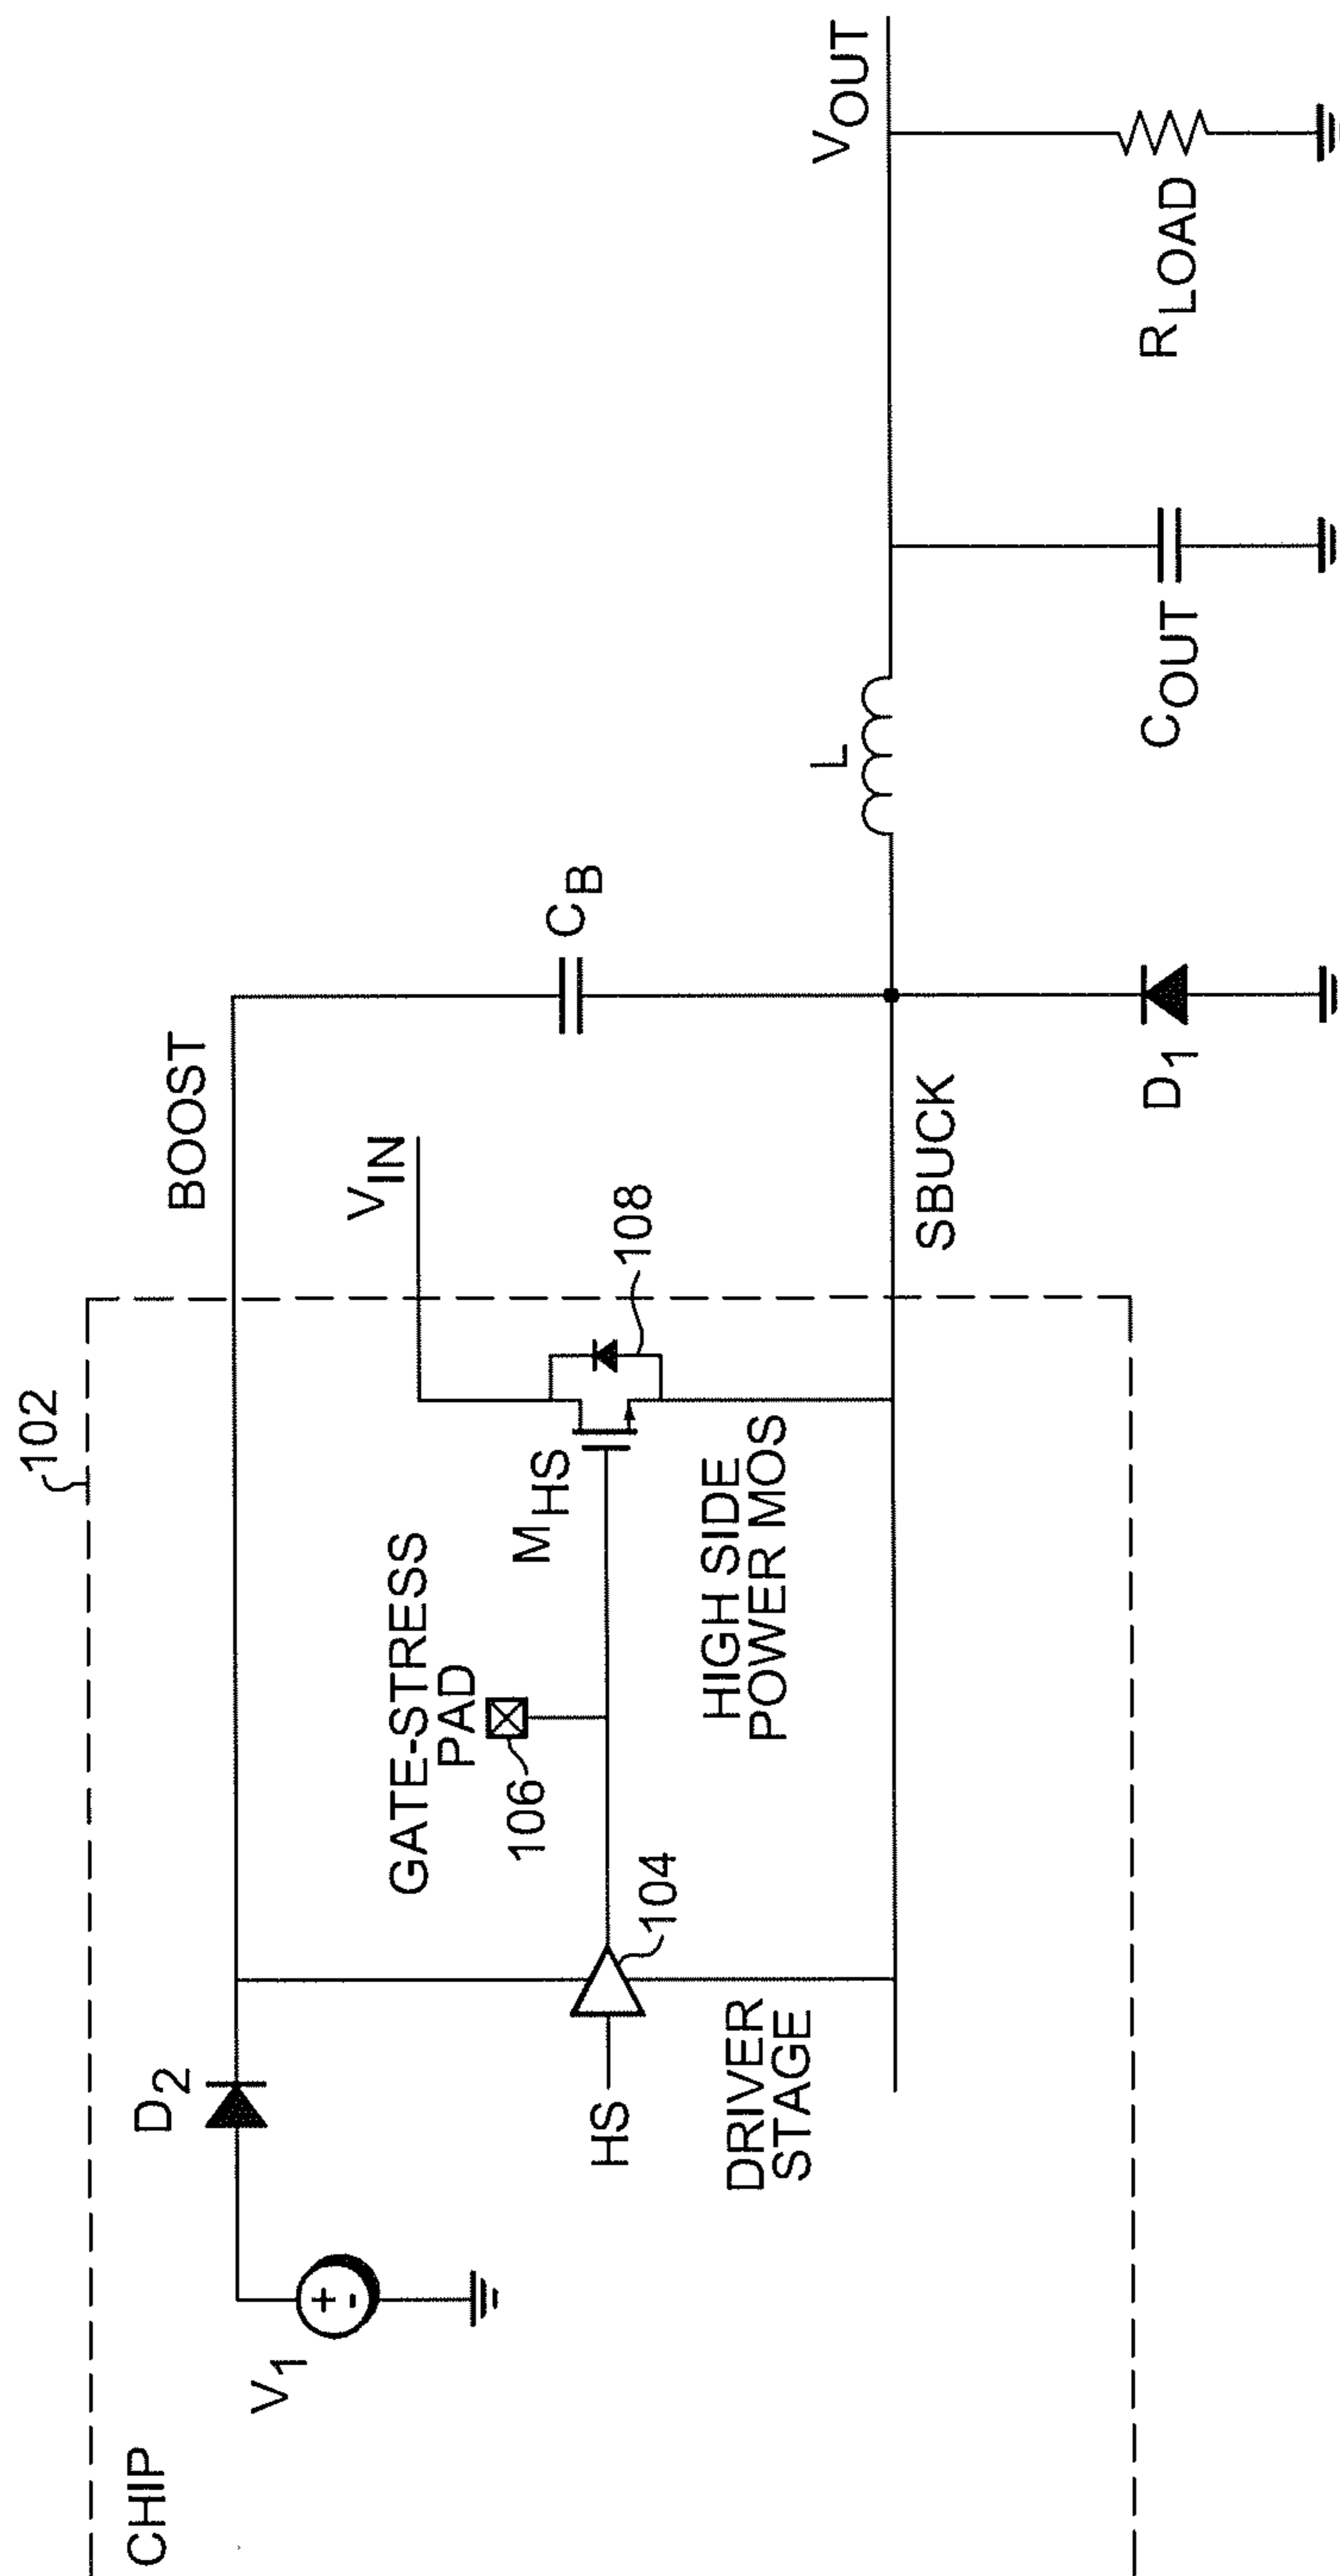 CHIP
102
V1
+
-
D2
BOOST
VIN
CB
HS
DRIVER
STAGE
104
GATE-STRESS
PAD
106
MHS
108
HIGH SIDE
POWER MOS
SBUCK
D1
L
COUT
VOUT
RLOAD